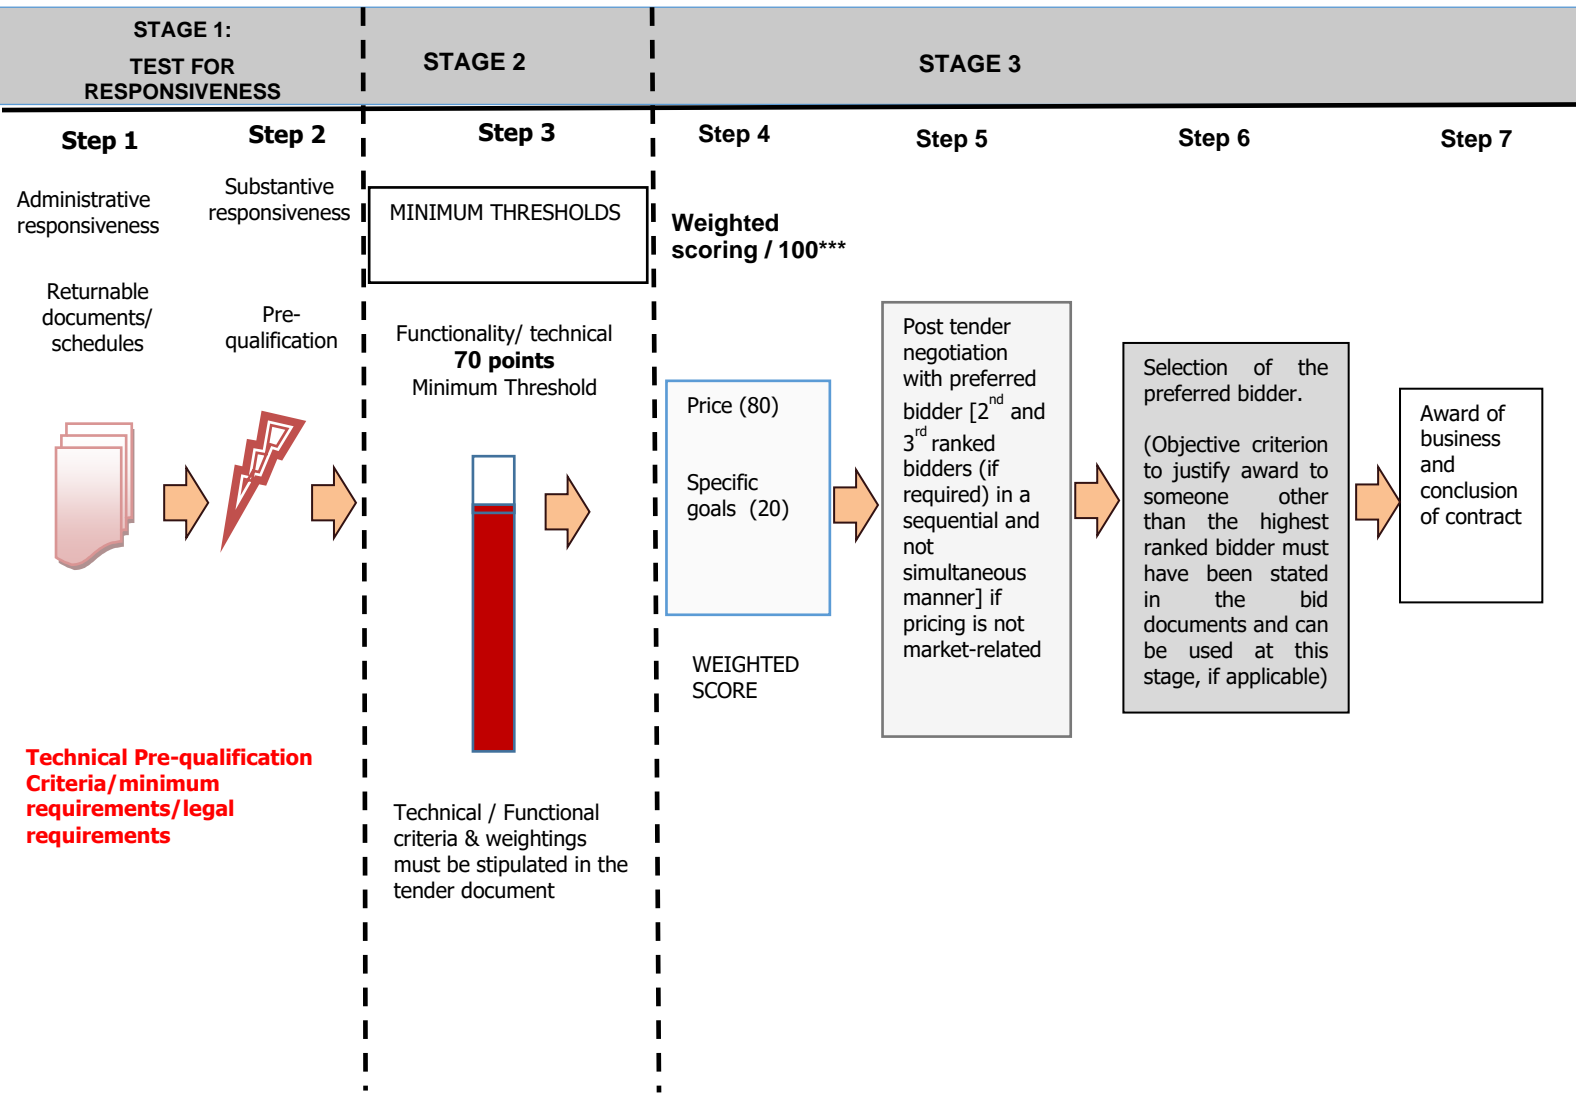 STAGE 1:
TEST FOR
RESPONSIVENESS
STAGE 2
STAGE 3
Step 1
Administrative
responsiveness
Returnable
documents/
schedules
Step 2
Substantive
responsiveness
Pre-
qualification
Technical Pre-qualification
Criteria/minimum
requirements/legal
requirements
Step 3
MINIMUM THRESHOLDS
Functionality/ technical
70 points
Minimum Threshold
Technical / Functional
criteria & weightings
must be stipulated in the
tender document
Step 4
Weighted
scoring / 100***
Price (80)
Specific
goals (20)
WEIGHTED
SCORE
Step 5
Post tender
negotiation
with preferred
bidder [2nd and
3rd ranked
bidders (if
required) in a
sequential and
not
simultaneous
manner] if
pricing is not
market-related
Step 6
Selection of the
preferred bidder.
(Objective criterion
to justify award to
someone other
than the highest
ranked bidder must
have been stated
in the bid
documents and can
be used at this
stage, if applicable)
Step 7
Award of
business
and
conclusion
of contract